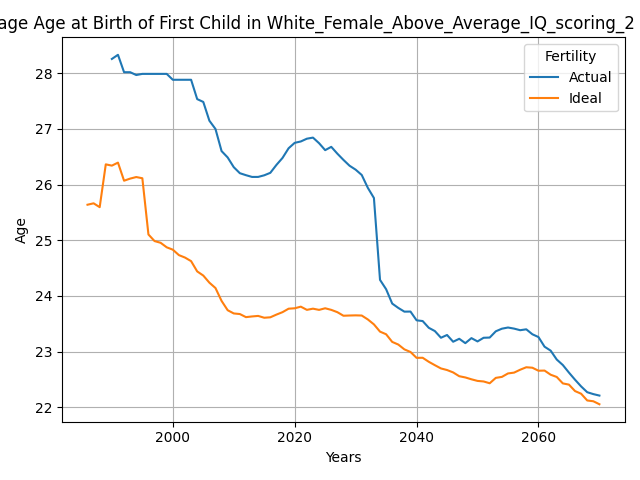 age Age at Birth of First Child in White_Female_Above_Average_IQ_scoring_2
Fertility
Actual
Ideal
28
27
26
25
24
23
22
Age
2000 2020 2040 2060
Years